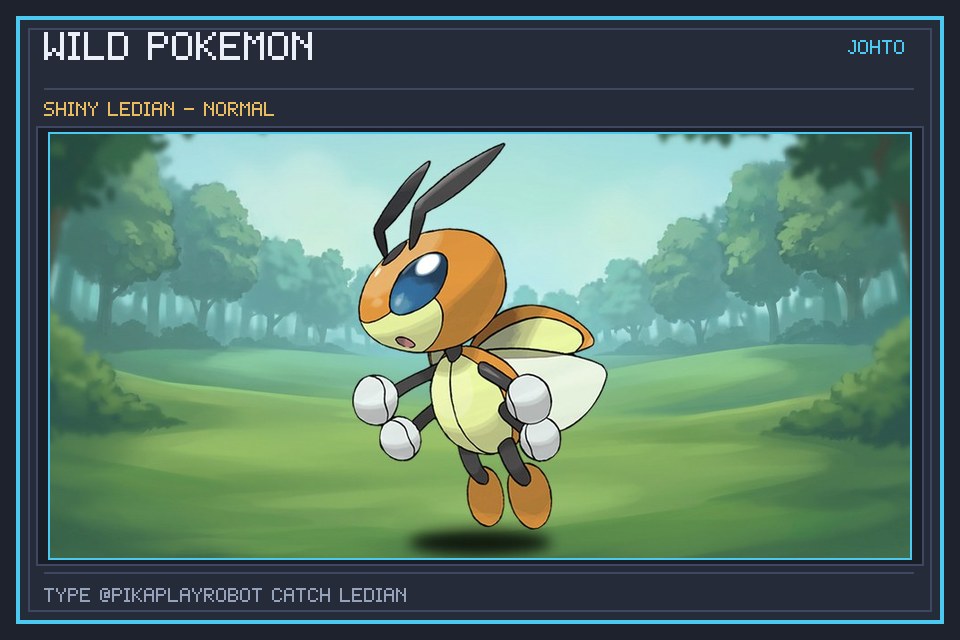 WILD POKEMON
JOHTO
SHINY LEDIAN - NORMAL
TYPE @PIKAPLAYROBOT CATCH LEDIAN